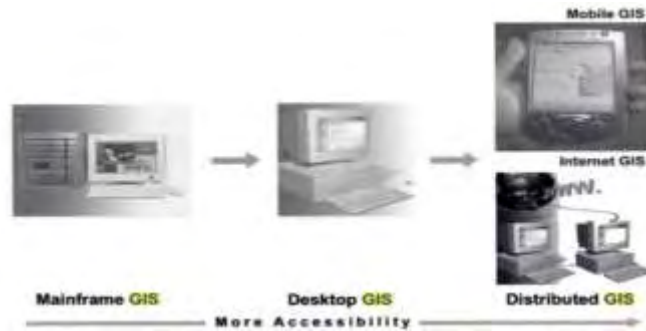 Mobile GIS
Internet GIS
WWW.
Mainframe GIS
Desktop GIS
Distributed GIS
More Accessibility